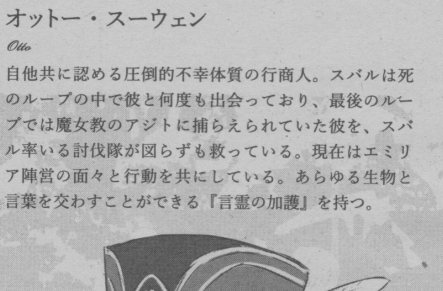 オットー・スーウェン
Otto
自他共に認める圧倒的不幸体質の行商人。スバルは死
のループの中で彼と何度も出会っており、最後のルー
プでは魔女教のアジトに捕らえられていた彼を、スバ
ル率いる討伐隊が図らずも救っている。現在はエミリ
ア陣営の面々と行動を共にしている。あらゆる生物と
言葉を交わすことができる『言霊の加護』を持つ。